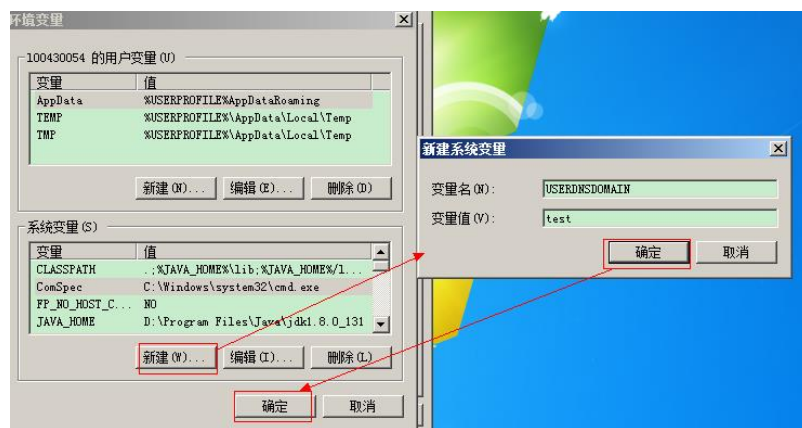 环境变量
100430054 的用户变量(U)
变量 值
AppData %USERPROFILE%AppDataRoaming
TEMP %USERPROFILE%\AppData\Local\Temp
TMP %USERPROFILE%\AppData\Local\Temp
新建(N)... 编辑(E)... 删除(D)
系统变量(S)
变量 值
CLASSPATH .;%JAVA_HOME%\lib;%JAVA_HOME%/l...
ComSpec C:\Windows\system32\cmd.exe
FP_NO_HOST_C... NO
JAVA_HOME D:\Program Files\Java\jdk1.8.0_131
新建(W)... 编辑(I)... 删除(L)
确定 取消
新建系统变量
变量名(N): USERDNSDOMAIN
变量值(V): test
确定 取消